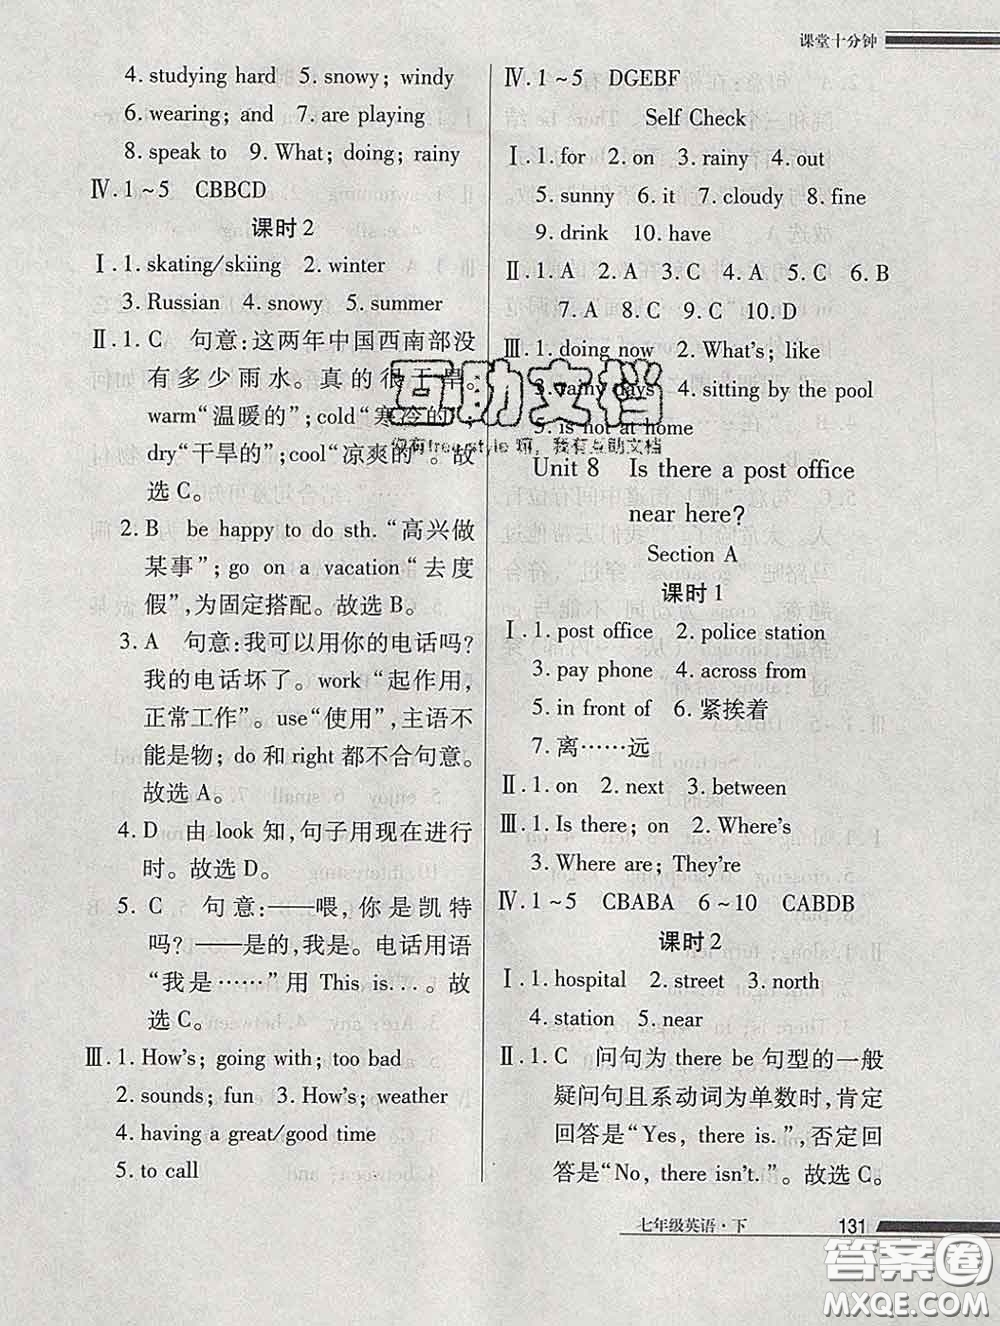 课堂十分钟
4. studying hard 5. snowy; windy
6. wearing; and 7. are playing
8. speak to 9. What; doing; rainy
Ⅳ. 1～5 CBBCD
课时2
Ⅰ. 1. skating/skiing 2. winter
3. Russian 4. snowy 5. summer
Ⅱ. 1. C 句意:这两年中国西南部没
有多少雨水。真的很干旱。
warm“温暖的”;cold“寒冷的”;
dry“干旱的”;cool“凉爽的”。故
选C。
2. B be happy to do sth. “高兴做
某事”; go on a vacation “去度
假”,为固定搭配。故选B。
3. A 句意:我可以用你的电话吗?
我的电话坏了。work “起作用,
正常工作”。use“使用”,主语不
能是物; do 和 right 都不合句意。
故选A。
4. D 由 look 知,句子用现在进行
时。故选D。
5. C 句意:——喂,你是凯特
吗? ——是的,我是。电话用语
“我是……”用 This is... 。故
选C。
Ⅲ. 1. How's; going with; too bad
2. sounds; fun 3. How's; weather
4. having a great/good time
5. to call
Ⅳ. 1～5 DGEBF
Self Check
Ⅰ. 1. for 2. on 3. rainy 4. out
5. sunny 6. it 7. cloudy 8. fine
9. drink 10. have
Ⅱ. 1. A 2. A 3. C 4. A 5. C 6. B
7. A 8. C 9. C 10. D
Ⅲ. 1. doing now 2. What's; like
3. rainy days 4. sitting by the pool
5. is not at home
Unit 8 Is there a post office
near here?
Section A
课时1
Ⅰ. 1. post office 2. police station
3. pay phone 4. across from
5. in front of 6. 紧挨着
7. 离……远
Ⅱ. 1. on 2. next 3. between
Ⅲ. 1. Is there; on 2. Where's
3. Where are; They're
Ⅳ. 1～5 CBABA 6～10 CABDB
课时2
Ⅰ. 1. hospital 2. street 3. north
4. station 5. near
Ⅱ. 1. C 问句为 there be 句型的一般
疑问句且系动词为单数时,肯定
回答是“Yes, there is.”,否定回
答是“No, there isn't.”。故选C。
互助文档
仅有free style 嘛，我有互助文档
七年级英语·下 131
答案圈
MXQE.COM